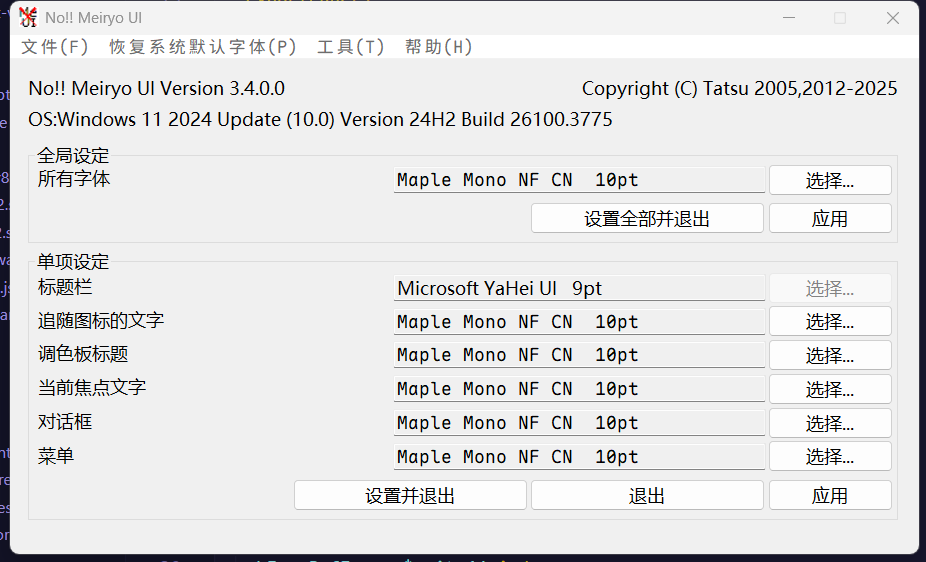 No!! Meiryo UI
文件(F) 恢复系统默认字体(P) 工具(T) 帮助(H)
No!! Meiryo UI Version 3.4.0.0 Copyright (C) Tatsu 2005,2012-2025
OS:Windows 11 2024 Update (10.0) Version 24H2 Build 26100.3775
全局设定
所有字体 Maple Mono NF CN 10pt 选择...
设置全部并退出 应用
单项设定
标题栏 Microsoft YaHei UI 9pt 选择...
追随图标的文字 Maple Mono NF CN 10pt 选择...
调色板标题 Maple Mono NF CN 10pt 选择...
当前焦点文字 Maple Mono NF CN 10pt 选择...
对话框 Maple Mono NF CN 10pt 选择...
菜单 Maple Mono NF CN 10pt 选择...
设置并退出 退出 应用